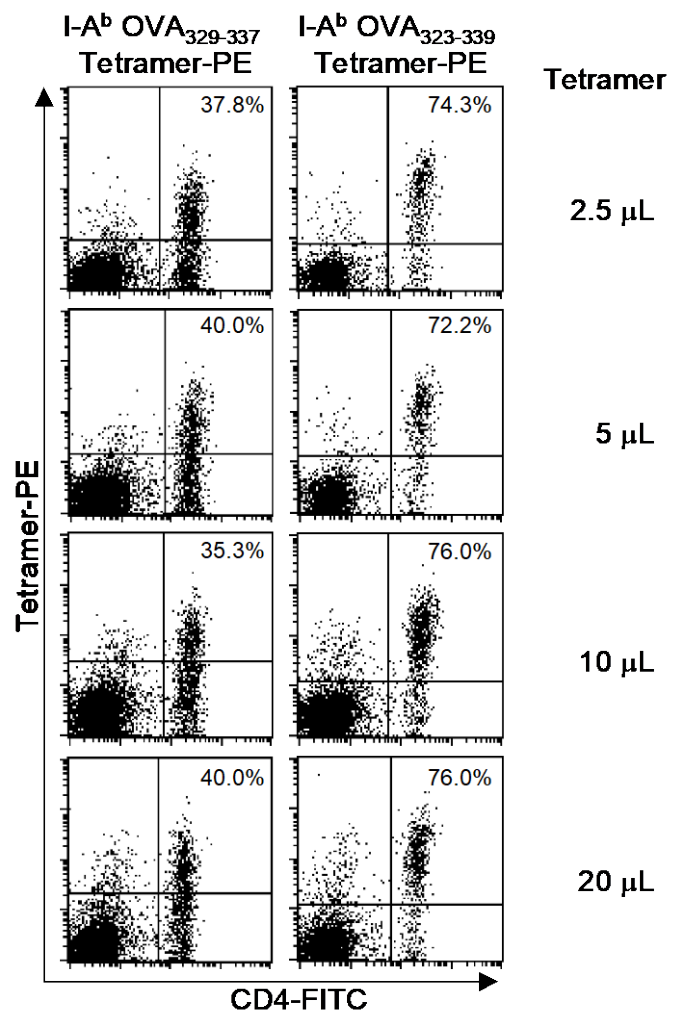 I-Aᵇ OVA₃₂₉₋₃₃₇ I-Aᵇ OVA₃₂₃₋₃₃₉
Tetramer-PE Tetramer-PE
Tetramer
37.8% 74.3%
2.5 µL
40.0% 72.2%
5 µL
Tetramer-PE
35.3% 76.0%
10 µL
40.0% 76.0%
20 µL
CD4-FITC